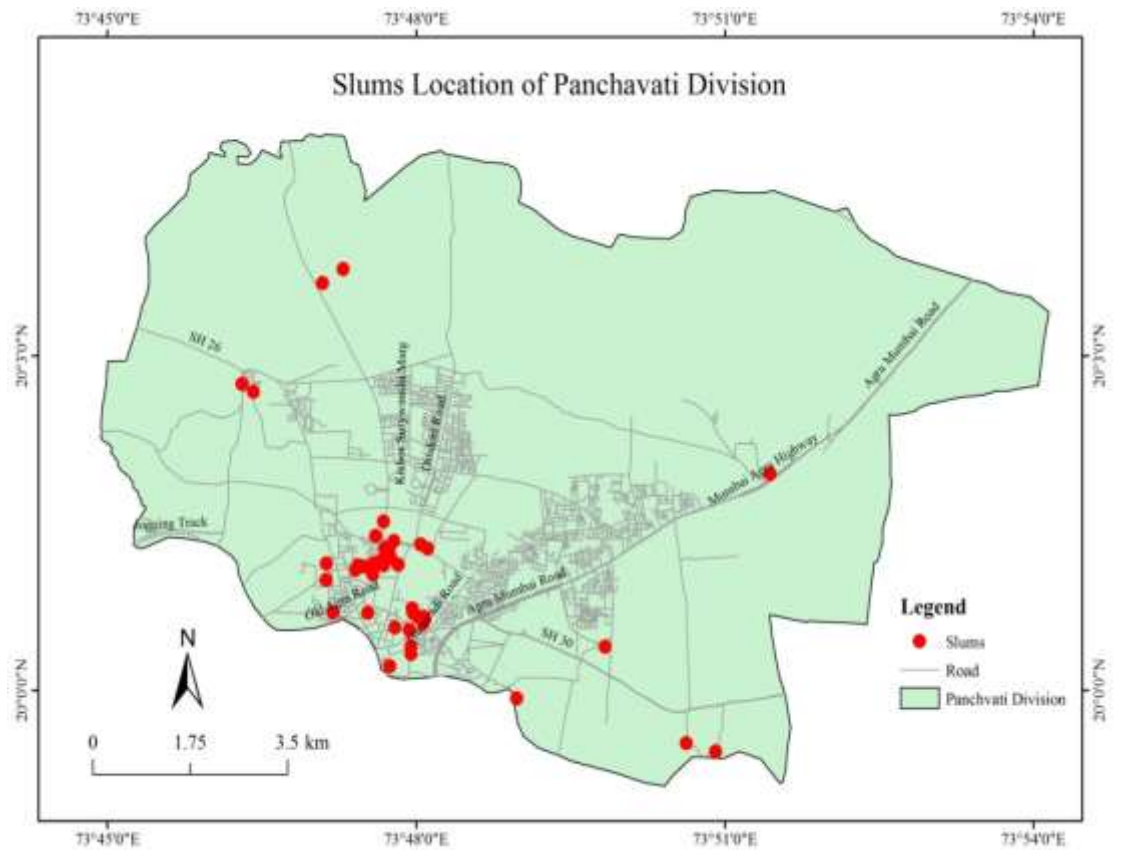 73°45'0"E 73°48'0"E 73°51'0"E 73°54'0"E
Slums Location of Panchavati Division
20°3'0"N
20°3'0"N
SH 26
Agra Mumbai Road
Kishor Suryawanshi Marg
Dindori Road
Mumbai Agra Highway
Jogging Track
Agra Mumbai Road
Road
SH 30
Legend
Slums
Road
Panchvati Division
N
20°0'0"N
20°0'0"N
0 1.75 3.5 km
73°45'0"E 73°48'0"E 73°51'0"E 73°54'0"E